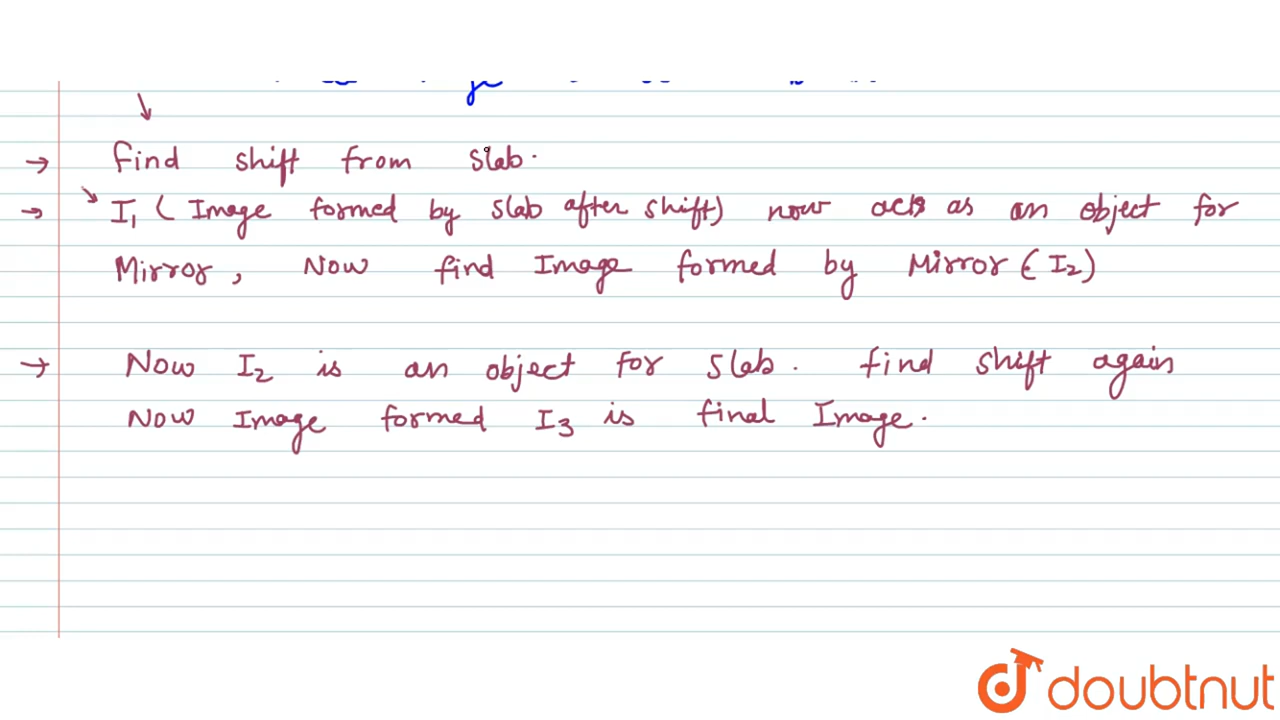 → Find shift from slab.
→ I1 ( Image formed by slab after shift) now acts as an object for
Mirror, Now find Image formed by Mirror (I2)
→ Now I2 is an object for slab. find shift again
Now Image formed I3 is final Image.
doubtnut